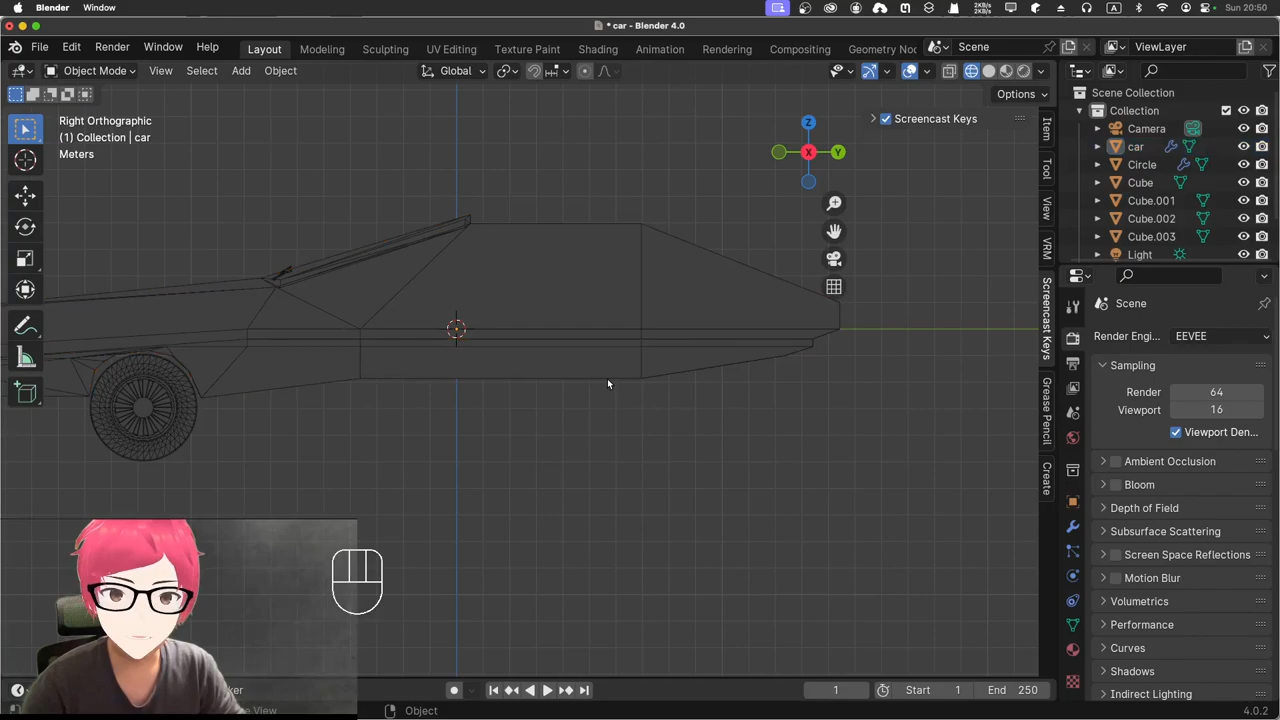 Blender Window
2KB/s
2KB/s
A
Sun 20:50
* car - Blender 4.0
File Edit Render Window Help
Layout Modeling Sculpting UV Editing Texture Paint Shading Animation Rendering Compositing Geometry Noc
Scene
ViewLayer
Object Mode View Select Add Object
Global
Options
Right Orthographic
(1) Collection | car
Meters
Screencast Keys
Z
X
Y
Item
Tool
View
VRM
Screencast Keys
Grease Pencil
Create
Scene Collection
Collection
Camera
car
Circle
Cube
Cube.001
Cube.002
Cube.003
Light
Scene
Render Engi... EEVEE
Sampling
Render 64
Viewport 16
Viewport Den...
Ambient Occlusion
Bloom
Depth of Field
Subsurface Scattering
Screen Space Reflections
Motion Blur
Volumetrics
Performance
Curves
Shadows
Indirect Lighting
1
Start 1
End 250
Object
4.0.2